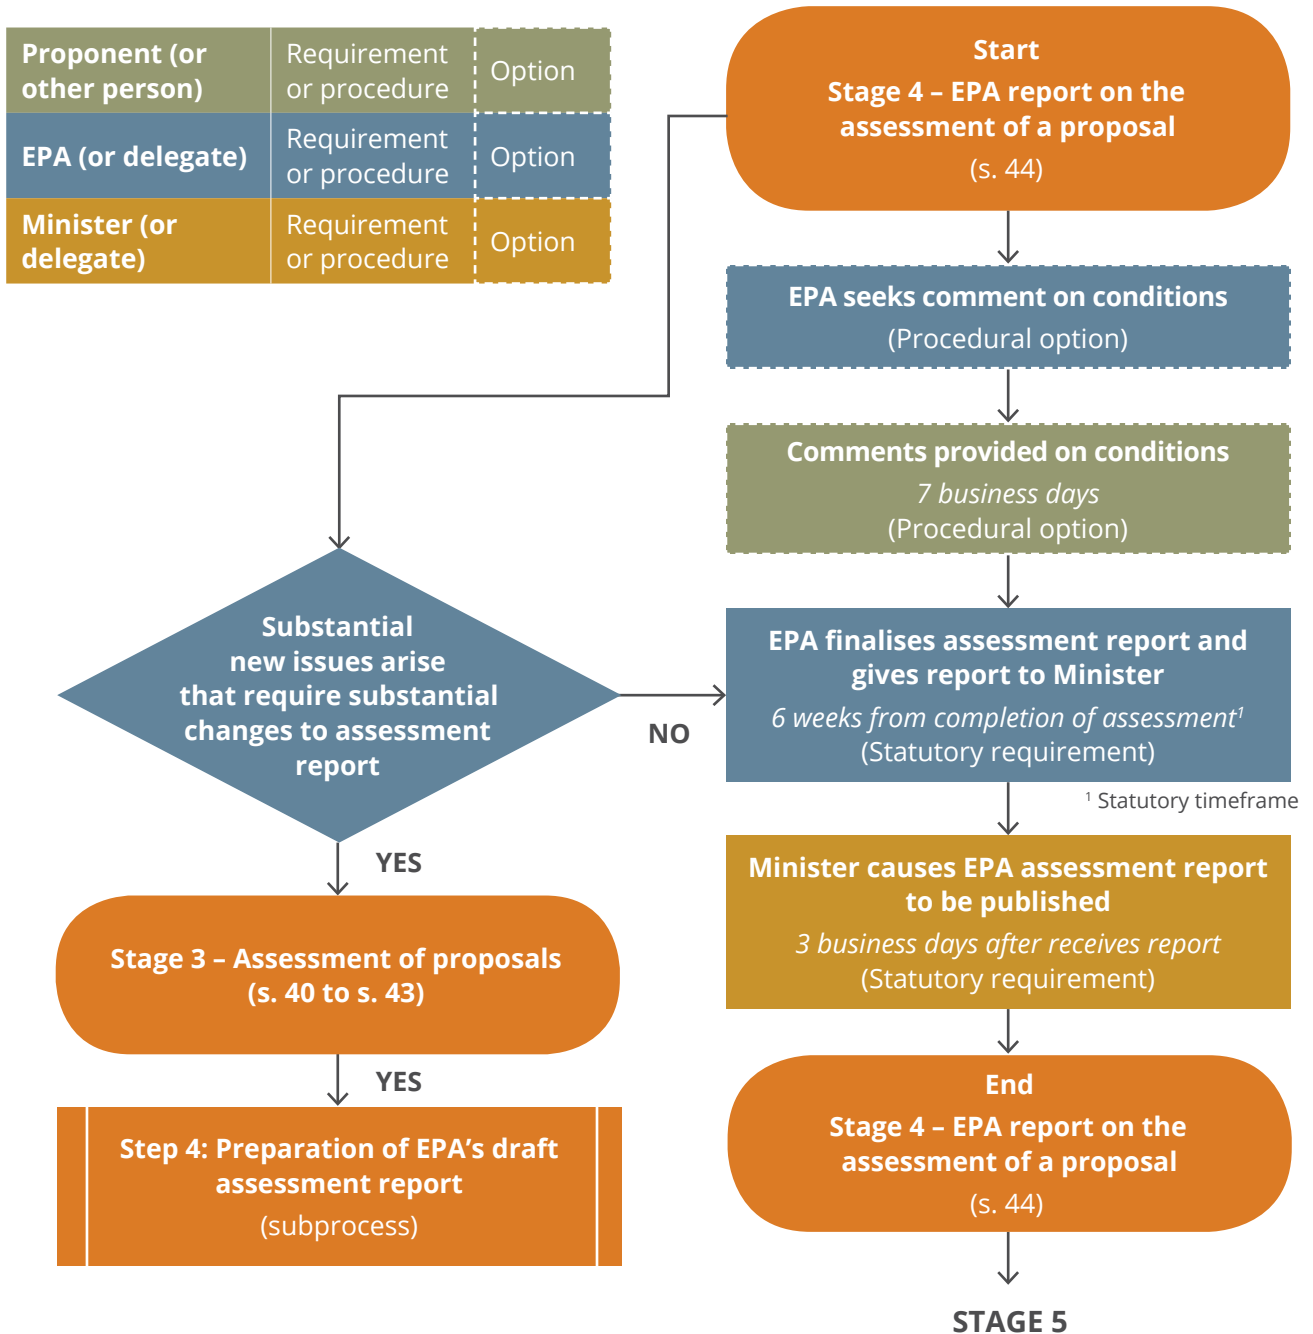 Proponent (or
other person)
Requirement
or procedure
Option
EPA (or delegate)
Requirement
or procedure
Option
Minister (or
delegate)
Requirement
or procedure
Option
Start
Stage 4 – EPA report on the
assessment of a proposal
(s. 44)
EPA seeks comment on conditions
(Procedural option)
Comments provided on conditions
7 business days
(Procedural option)
Substantial
new issues arise
that require substantial
changes to assessment
report
NO
EPA finalises assessment report and
gives report to Minister
6 weeks from completion of assessment¹
(Statutory requirement)
¹ Statutory timeframe
YES
Minister causes EPA assessment report
to be published
3 business days after receives report
(Statutory requirement)
Stage 3 – Assessment of proposals
(s. 40 to s. 43)
YES
Step 4: Preparation of EPA’s draft
assessment report
(subprocess)
End
Stage 4 – EPA report on the
assessment of a proposal
(s. 44)
STAGE 5